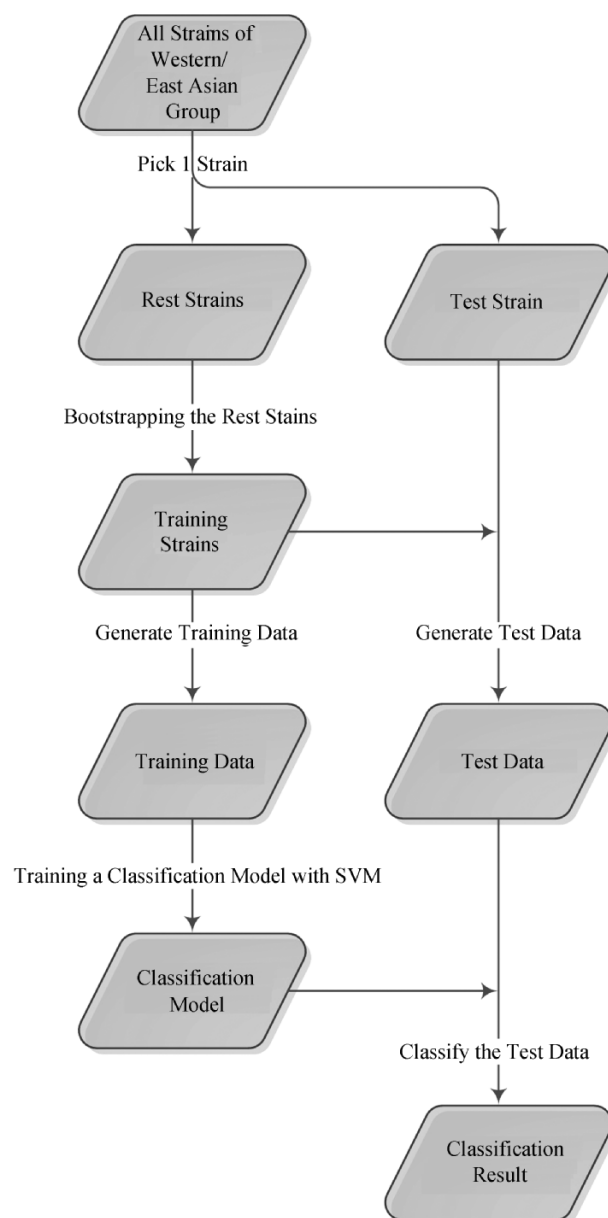 All Strains of
Western/
East Asian
Group
Pick 1 Strain
Rest Strains
Test Strain
Bootstrapping the Rest Stains
Training
Strains
Generate Training Data
Generate Test Data
Training Data
Test Data
Training a Classification Model with SVM
Classification
Model
Classify the Test Data
Classification
Result